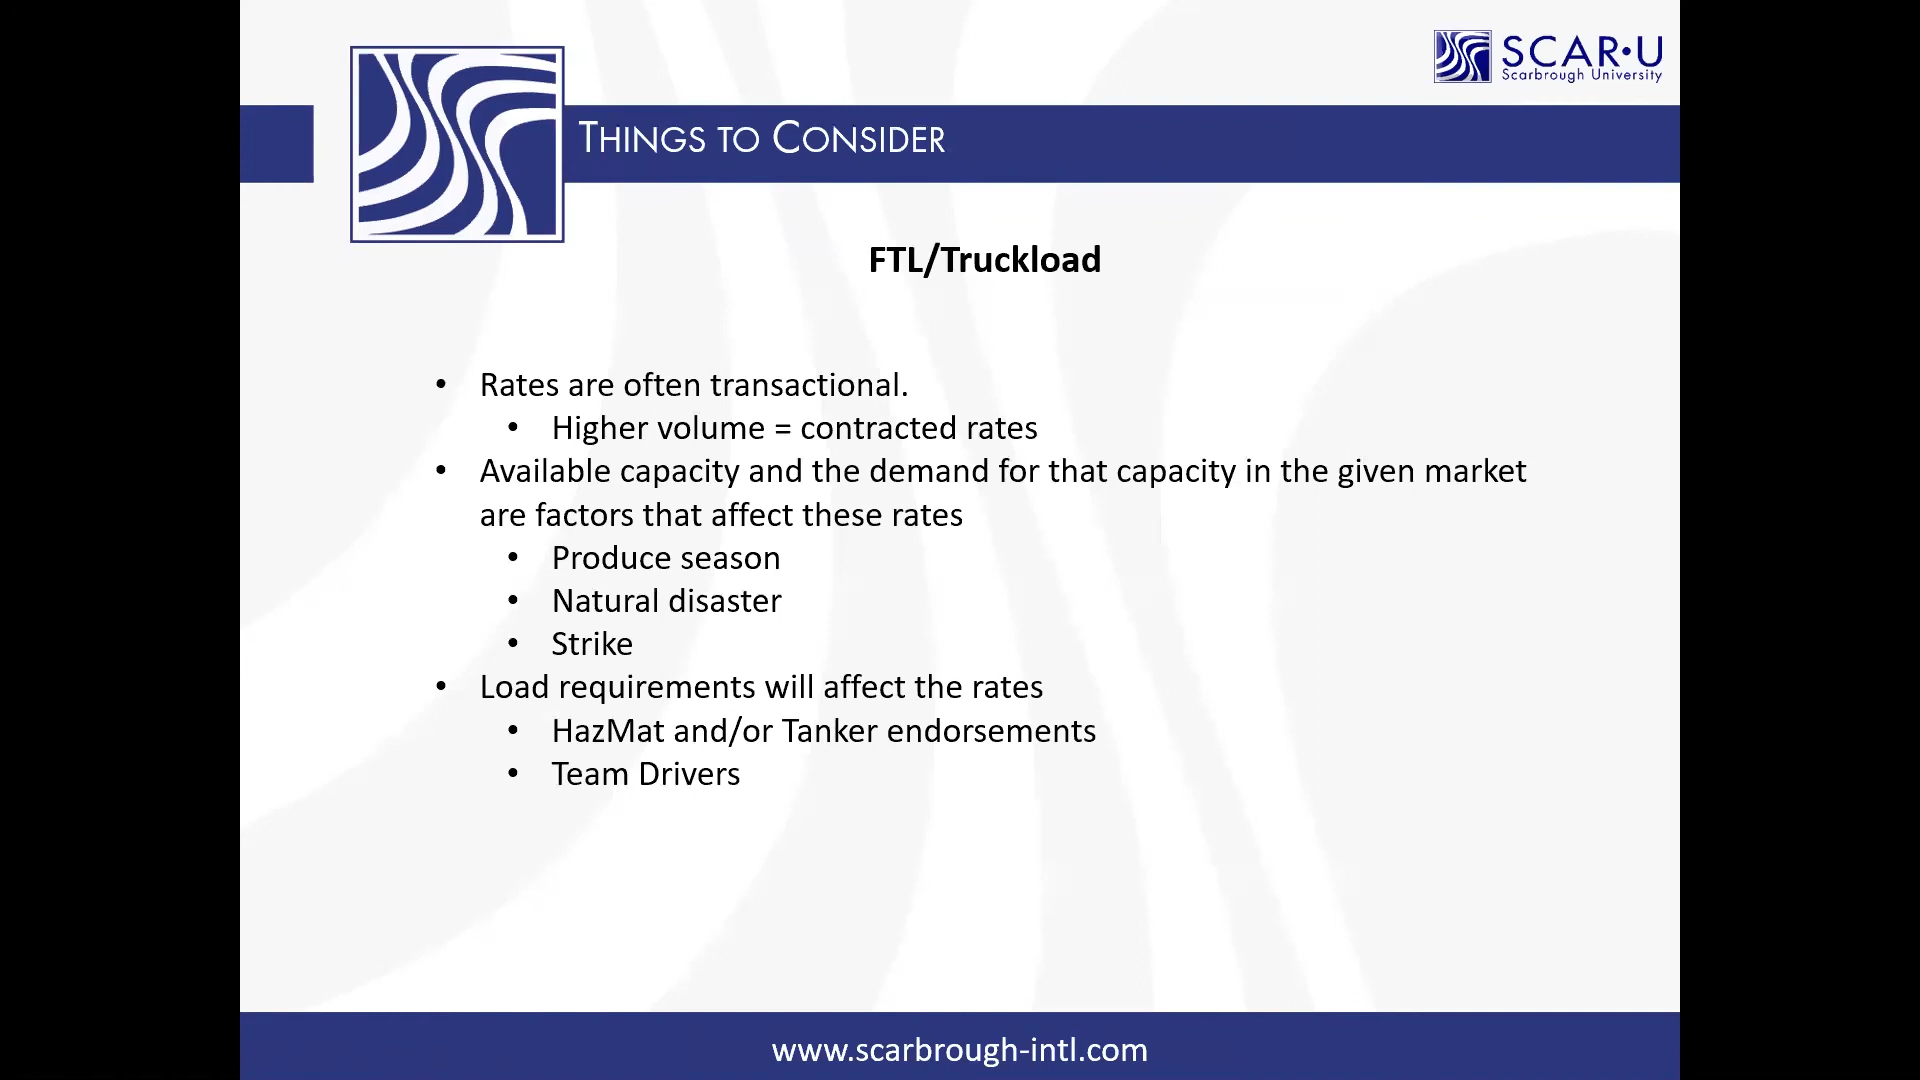 SCAR•U
Scarbrough University
THINGS TO CONSIDER
FTL/Truckload
• Rates are often transactional.
• Higher volume = contracted rates
• Available capacity and the demand for that capacity in the given market
are factors that affect these rates
• Produce season
• Natural disaster
• Strike
• Load requirements will affect the rates
• HazMat and/or Tanker endorsements
• Team Drivers
www.scarbrough-intl.com